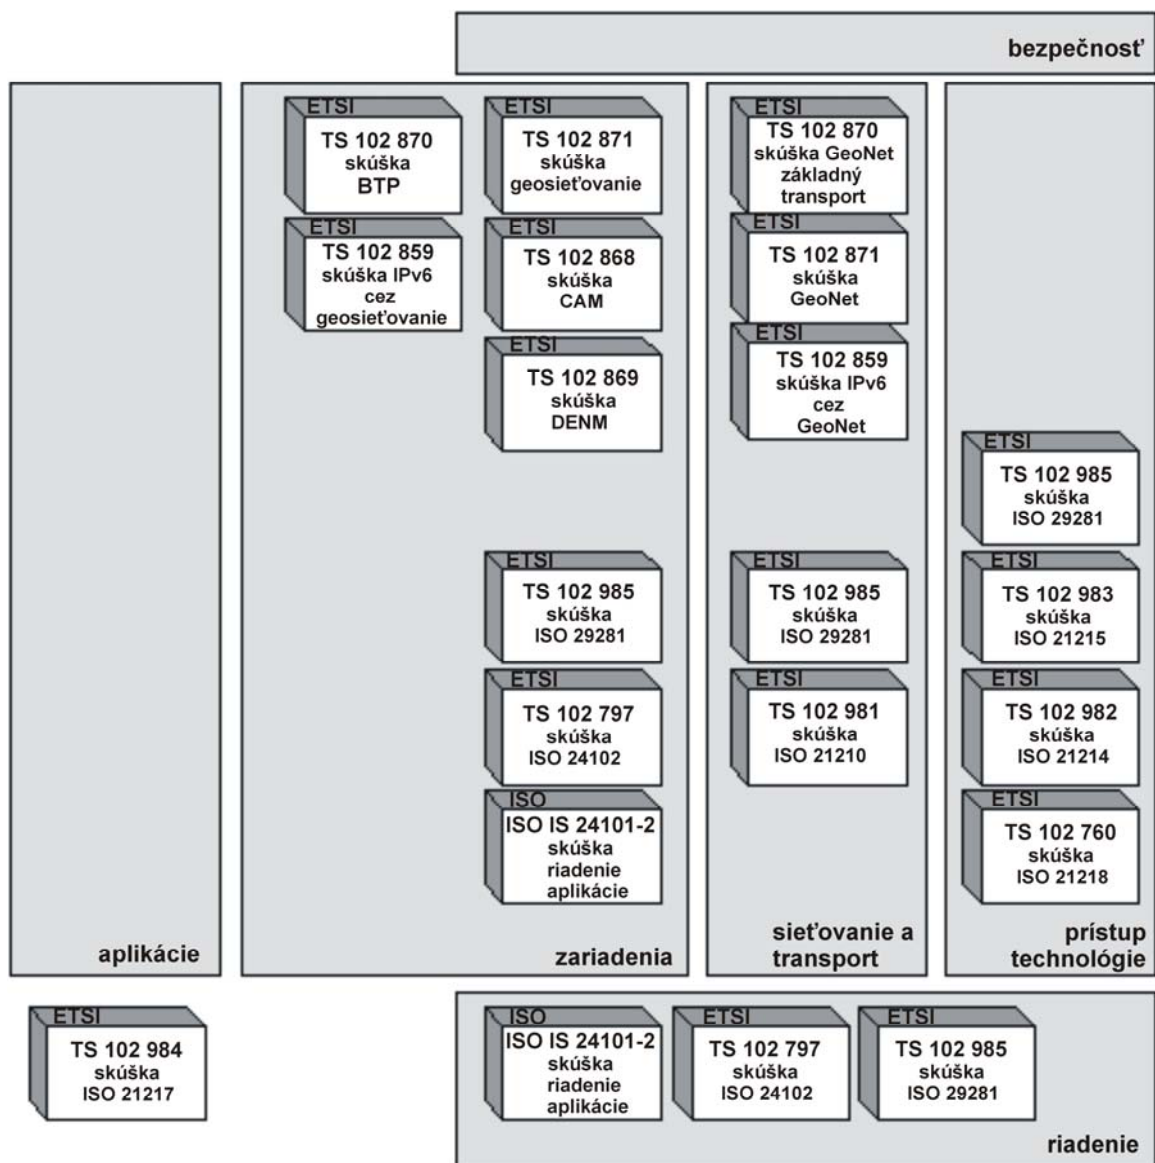 bezpečnosť
ETSI
TS 102 870
skúška
BTP
ETSI
TS 102 859
skúška IPv6
cez
geosieťovanie
ETSI
TS 102 871
skúška
geosieťovanie
ETSI
TS 102 868
skúška
CAM
ETSI
TS 102 869
skúška
DENM
ETSI
TS 102 985
skúška
ISO 29281
ETSI
TS 102 797
skúška
ISO 24102
ISO
ISO IS 24101-2
skúška
riadenie
aplikácie
ETSI
TS 102 870
skúška GeoNet
základný
transport
ETSI
TS 102 871
skúška
GeoNet
ETSI
TS 102 859
skúška IPv6
cez
GeoNet
ETSI
TS 102 985
skúška
ISO 29281
ETSI
TS 102 981
skúška
ISO 21210
ETSI
TS 102 985
skúška
ISO 29281
ETSI
TS 102 983
skúška
ISO 21215
ETSI
TS 102 982
skúška
ISO 21214
ETSI
TS 102 760
skúška
ISO 21218
aplikácie
zariadenia
sieťovanie a
transport
prístup
technológie
ETSI
TS 102 984
skúška
ISO 21217
ISO
ISO IS 24101-2
skúška
riadenie
aplikácie
ETSI
TS 102 797
skúška
ISO 24102
ETSI
TS 102 985
skúška
ISO 29281
riadenie